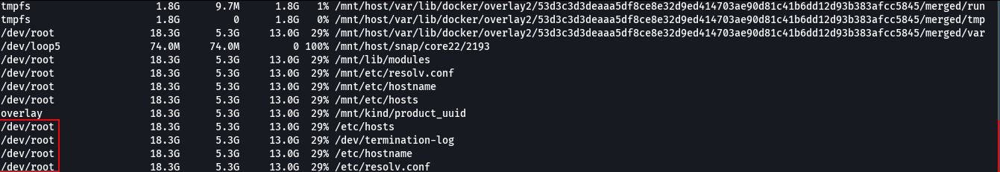 tmpfs 1.8G 9.7M 1.8G 1% /mnt/host/var/lib/docker/overlay2/53d3c3d3deaaa5df8ce8e32d9ed414703ae90d81c41b6dd12d93b383afcc5845/merged/run
tmpfs 1.8G 0 1.8G 0% /mnt/host/var/lib/docker/overlay2/53d3c3d3deaaa5df8ce8e32d9ed414703ae90d81c41b6dd12d93b383afcc5845/merged/tmp
/dev/root 18.3G 5.3G 13.0G 29% /mnt/host/var/lib/docker/overlay2/53d3c3d3deaaa5df8ce8e32d9ed414703ae90d81c41b6dd12d93b383afcc5845/merged/var
/dev/loop5 74.0M 74.0M 0 100% /mnt/host/snap/core22/2193
/dev/root 18.3G 5.3G 13.0G 29% /mnt/lib/modules
/dev/root 18.3G 5.3G 13.0G 29% /mnt/etc/resolv.conf
/dev/root 18.3G 5.3G 13.0G 29% /mnt/etc/hostname
/dev/root 18.3G 5.3G 13.0G 29% /mnt/etc/hosts
overlay 18.3G 5.3G 13.0G 29% /mnt/kind/product_uuid
/dev/root 18.3G 5.3G 13.0G 29% /etc/hosts
/dev/root 18.3G 5.3G 13.0G 29% /dev/termination-log
/dev/root 18.3G 5.3G 13.0G 29% /etc/hostname
/dev/root 18.3G 5.3G 13.0G 29% /etc/resolv.conf